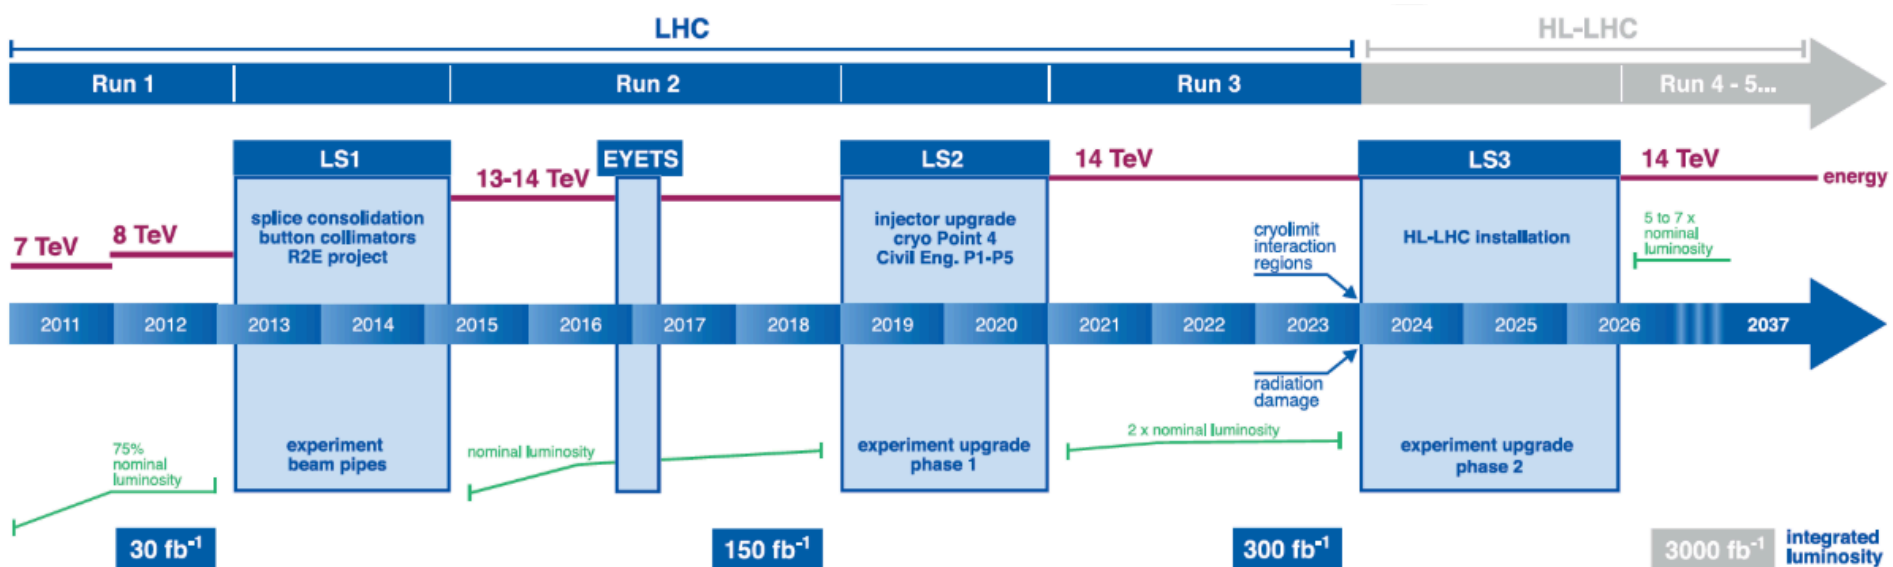 LHC
HL-LHC
Run 1
Run 2
Run 3
Run 4 - 5...
LS1
EYETS
LS2
14 TeV
LS3
14 TeV
energy
13-14 TeV
7 TeV
8 TeV
splice consolidation
button collimators
R2E project
injector upgrade
cryo Point 4
Civil Eng. P1-P5
cryolimit
interaction
regions
HL-LHC installation
5 to 7 x
nominal
luminosity
2011
2012
2013
2014
2015
2016
2017
2018
2019
2020
2021
2022
2023
2024
2025
2026
2037
radiation
damage
75%
nominal
luminosity
experiment
beam pipes
nominal luminosity
experiment upgrade
phase 1
2 x nominal luminosity
experiment upgrade
phase 2
30 fb⁻¹
150 fb⁻¹
300 fb⁻¹
3000 fb⁻¹
integrated
luminosity